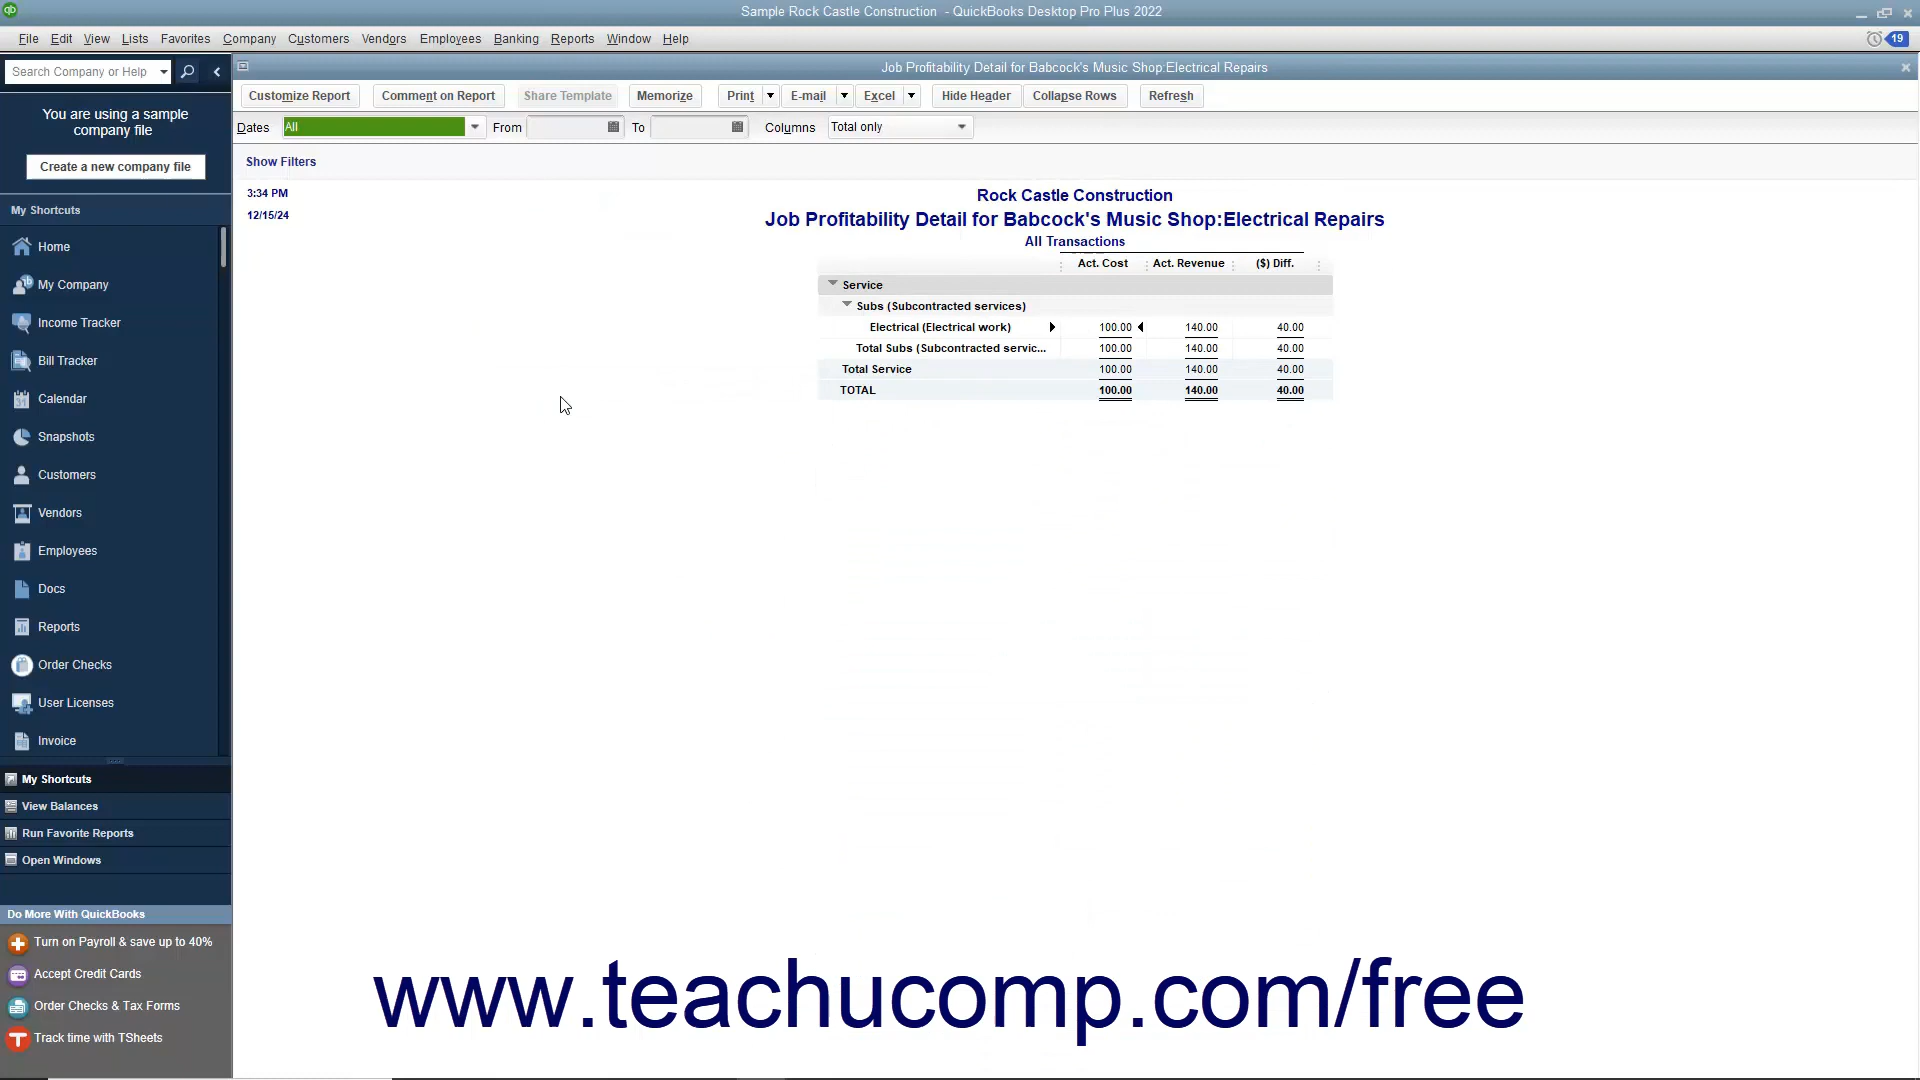 Sample Rock Castle Construction - QuickBooks Desktop Pro Plus 2022
File Edit View Lists Favorites Company Customers Vendors Employees Banking Reports Window Help
19
Search Company or Help
Job Profitability Detail for Babcock's Music Shop:Electrical Repairs
Customize Report Comment on Report Share Template Memorize Print E-mail Excel Hide Header Collapse Rows Refresh
Dates All From To Columns Total only
Show Filters
You are using a sample
company file
Create a new company file
My Shortcuts
Home
My Company
Income Tracker
Bill Tracker
Calendar
Snapshots
Customers
Vendors
Employees
Docs
Reports
Order Checks
User Licenses
Invoice
My Shortcuts
View Balances
Run Favorite Reports
Open Windows
Do More With QuickBooks
Turn on Payroll & save up to 40%
Accept Credit Cards
Order Checks & Tax Forms
Track time with TSheets
3:34 PM
12/15/24
Rock Castle Construction
Job Profitability Detail for Babcock's Music Shop:Electrical Repairs
All Transactions
Act. Cost Act. Revenue ($) Diff.
Service
Subs (Subcontracted services)
Electrical (Electrical work) 100.00 140.00 40.00
Total Subs (Subcontracted servic... 100.00 140.00 40.00
Total Service 100.00 140.00 40.00
TOTAL 100.00 140.00 40.00
www.teachucomp.com/free